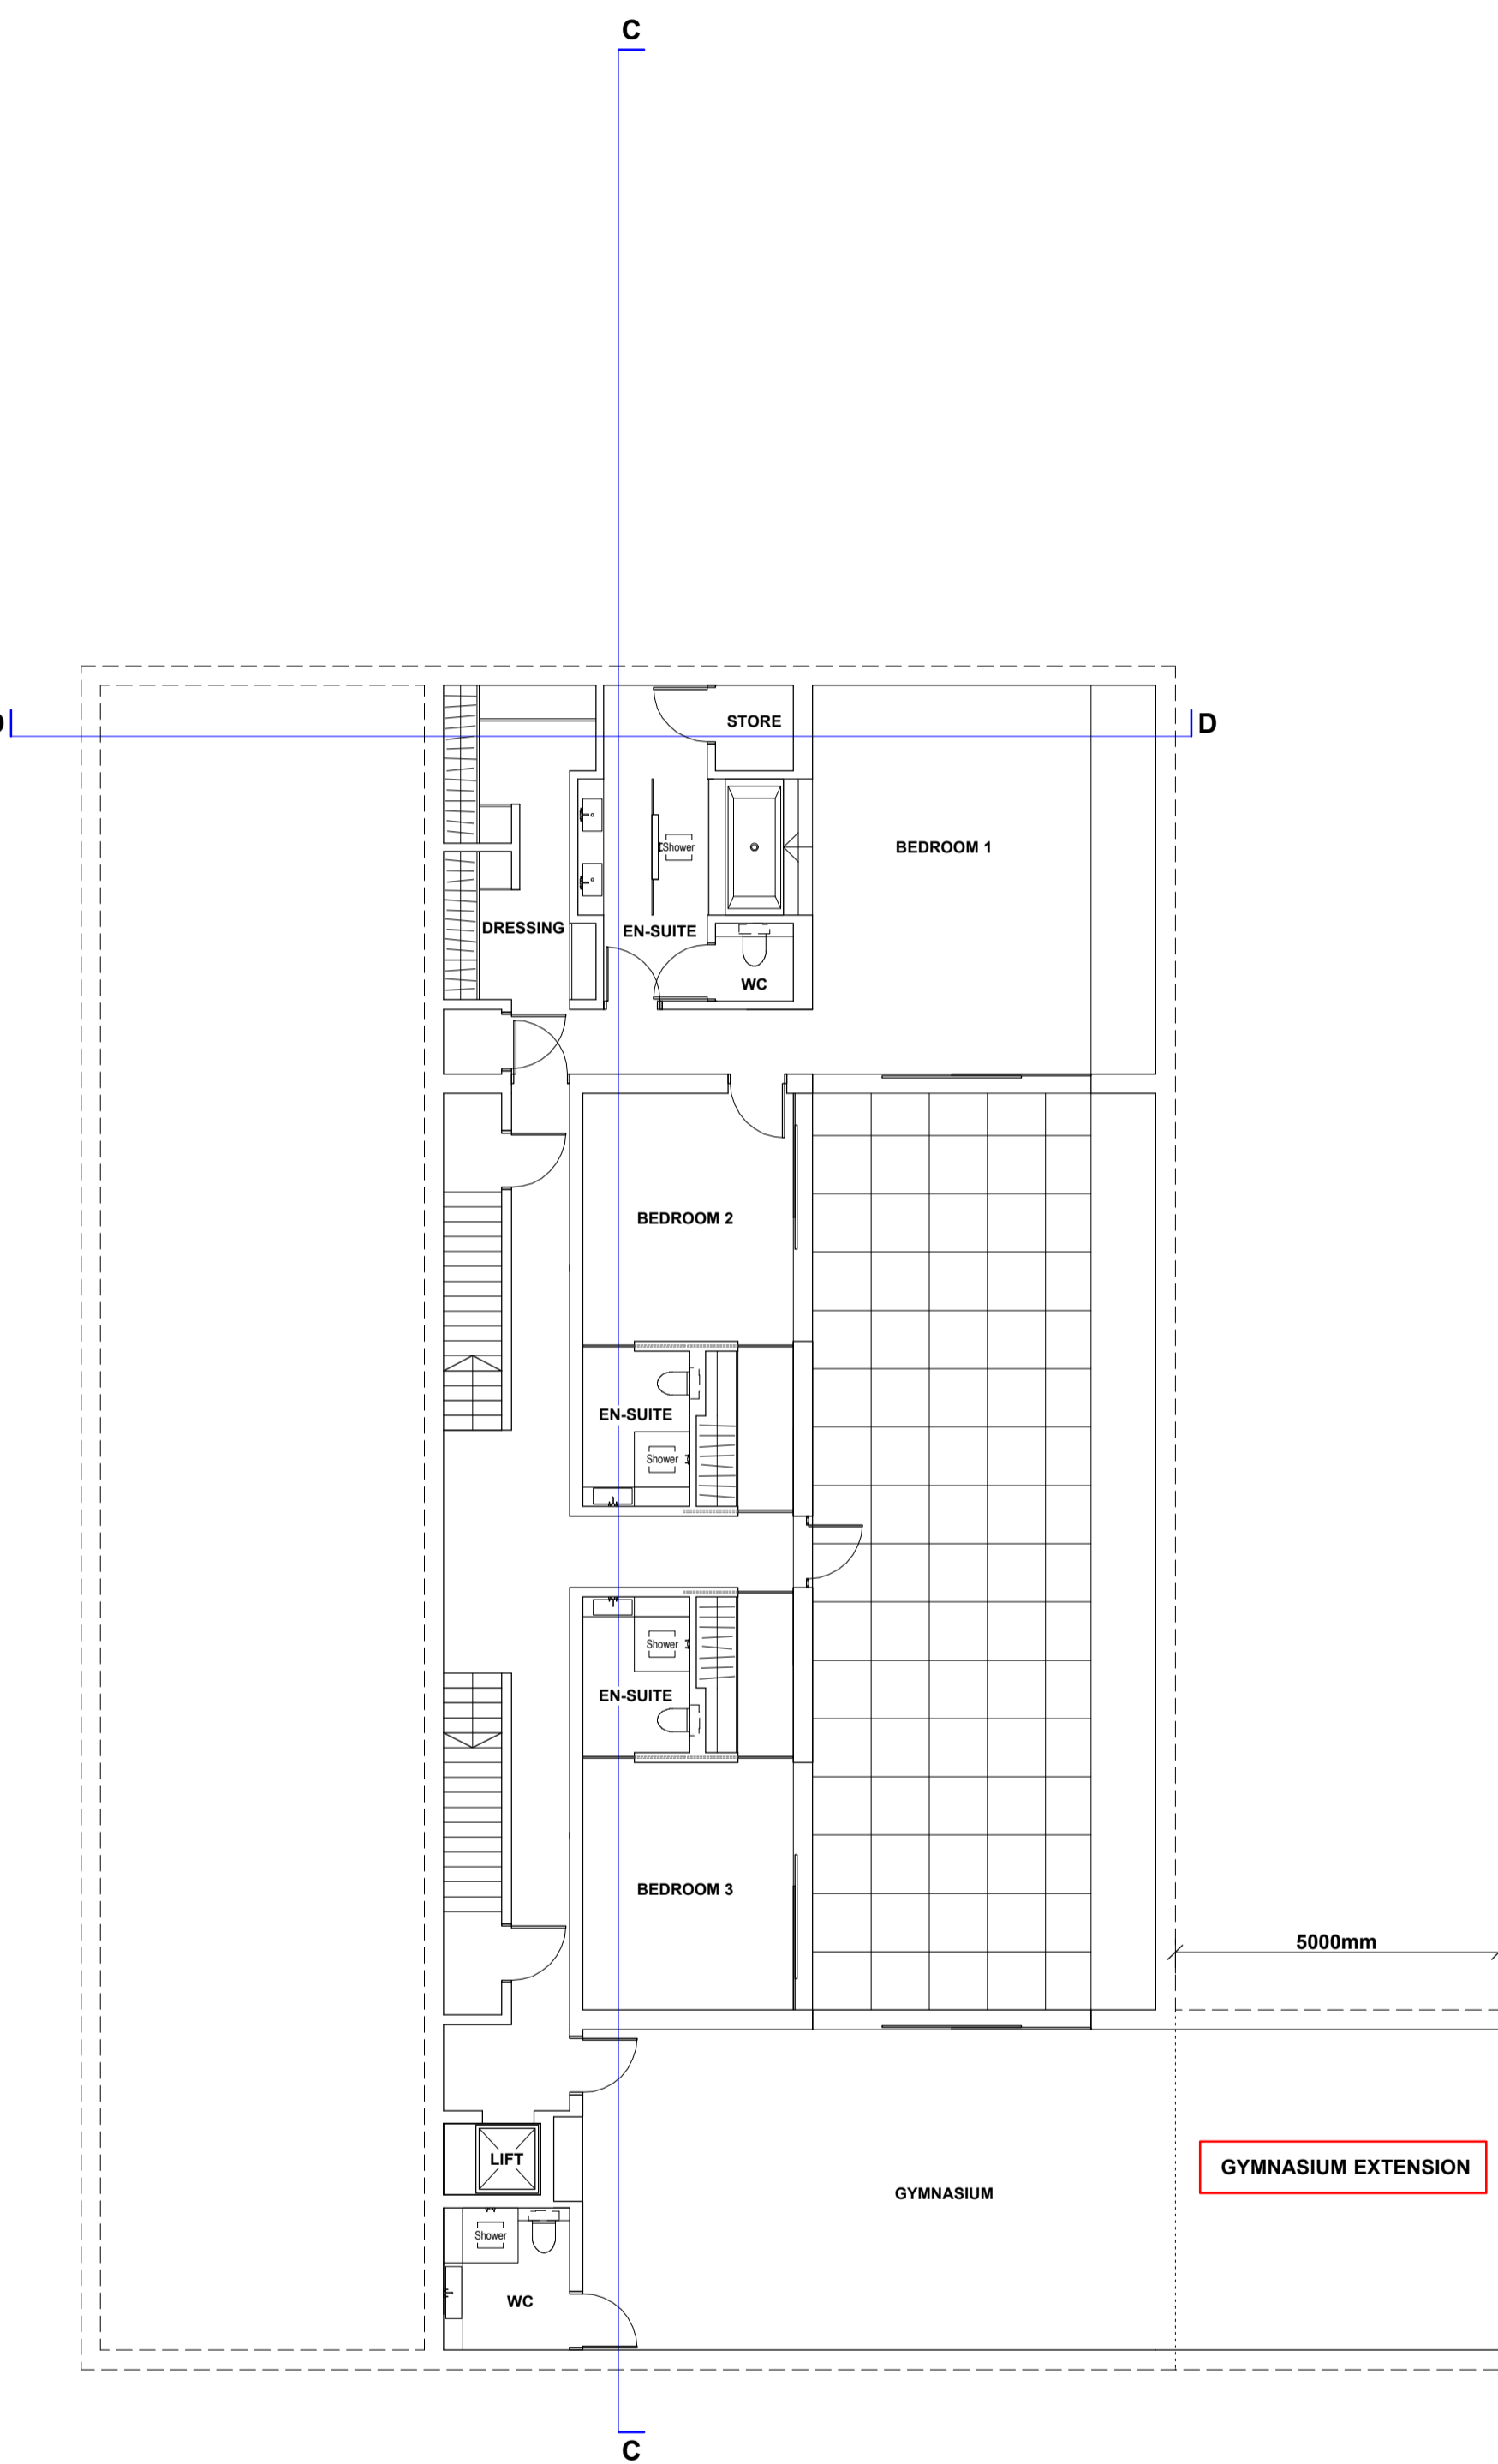 C
D
STORE
Shower
BEDROOM 1
DRESSING
EN-SUITE
WC
BEDROOM 2
EN-SUITE
Shower
Shower
EN-SUITE
BEDROOM 3
5000mm
LIFT
GYMNASIUM EXTENSION
GYMNASIUM
Shower
WC
C